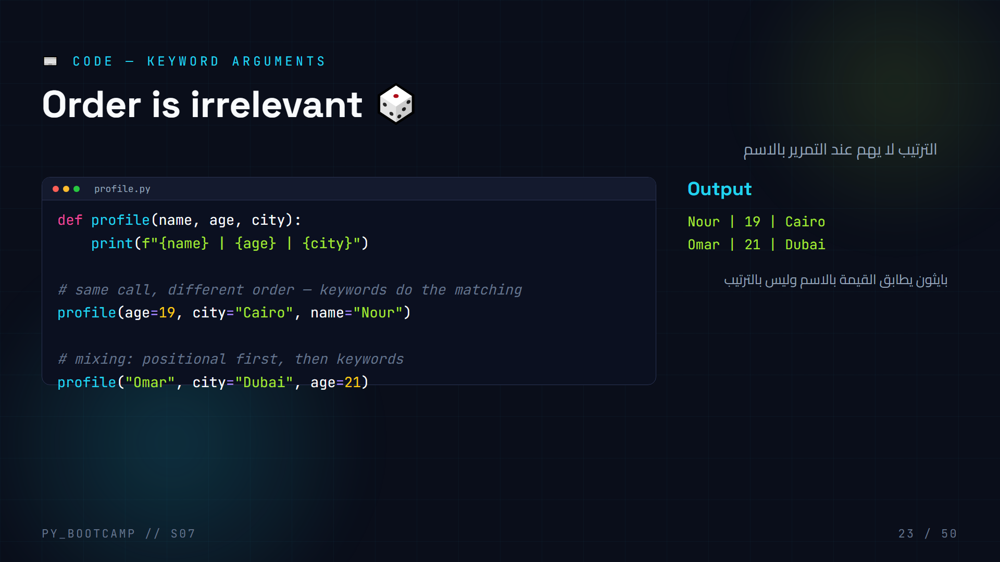 CODE — KEYWORD ARGUMENTS
Order is irrelevant
الترتيب لا يهم عند التمرير بالاسم
profile.py
def profile(name, age, city):
    print(f"{name} | {age} | {city}")
# same call, different order — keywords do the matching
profile(age=19, city="Cairo", name="Nour")
# mixing: positional first, then keywords
profile("Omar", city="Dubai", age=21)
Output
Nour | 19 | Cairo
Omar | 21 | Dubai
بايثون يطابق القيمة بالاسم وليس بالترتيب
PY_BOOTCAMP // S07
23 / 50